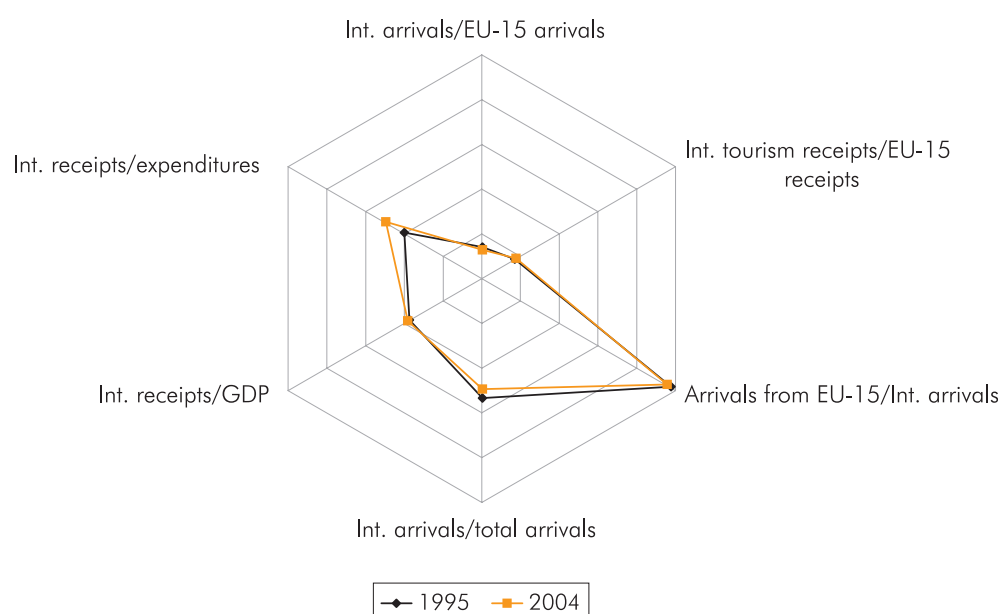 Int. arrivals/EU-15 arrivals
Int. receipts/expenditures
Int. tourism receipts/EU-15
receipts
Int. receipts/GDP
Arrivals from EU-15/Int. arrivals
Int. arrivals/total arrivals
1995
2004